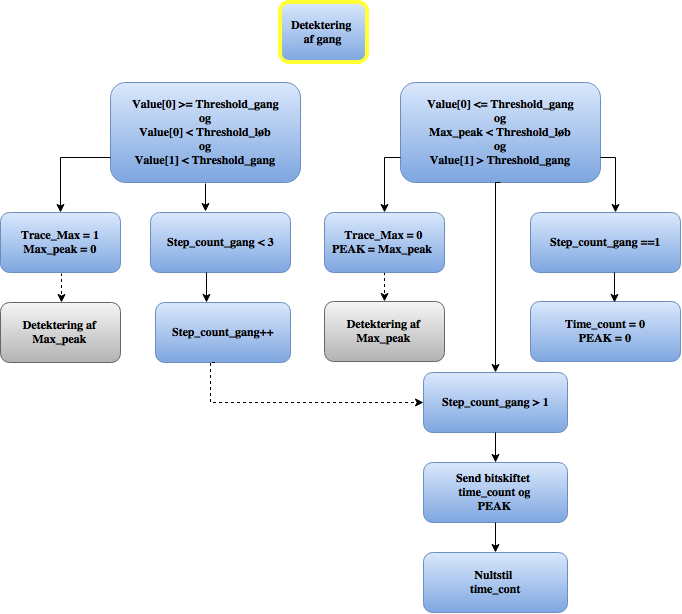 Detektering
af gang
Value[0] >= Threshold_gang
og
Value[0] < Threshold_løb
og
Value[1] < Threshold_gang
Value[0] <= Threshold_gang
og
Max_peak < Threshold_løb
og
Value[1] > Threshold_gang
Trace_Max = 1
Max_peak = 0
Step_count_gang < 3
Trace_Max = 0
PEAK = Max_peak
Step_count_gang ==1
Detektering af
Max_peak
Step_count_gang++
Detektering af
Max_peak
Time_count = 0
PEAK = 0
Step_count_gang > 1
Send bitskiftet
time_count og
PEAK
Nultstil
time_cont